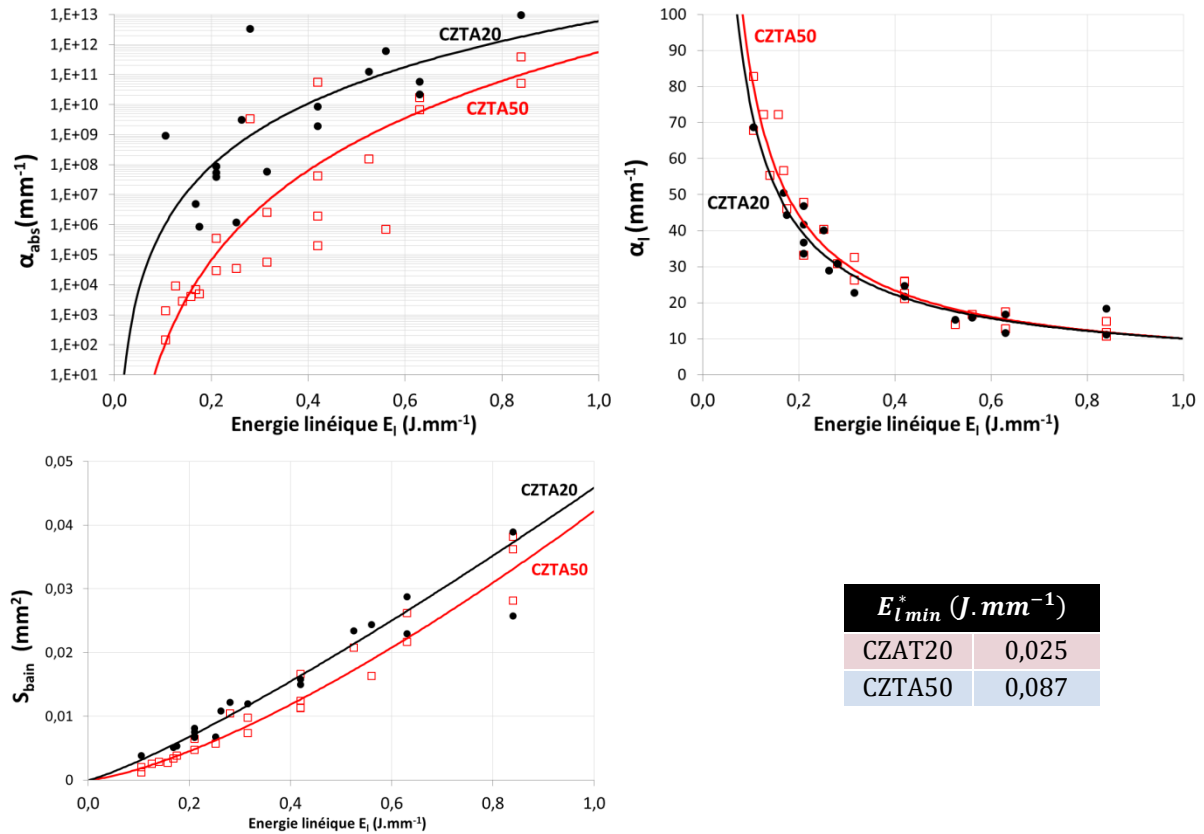 1,E+13
1,E+12
1,E+11
1,E+10
1,E+09
1,E+08
1,E+07
1,E+06
1,E+05
1,E+04
1,E+03
1,E+02
1,E+01
α_abs (mm⁻¹)
CZTA20
CZTA50
0,0 0,2 0,4 0,6 0,8 1,0
Energie linéique E_l (J.mm⁻¹)
100
90
80
70
60
50
40
30
20
10
0
α_l (mm⁻¹)
CZTA50
CZTA20
0,0 0,2 0,4 0,6 0,8 1,0
Energie linéique E_l (J.mm⁻¹)
0,05
0,04
0,03
0,02
0,01
0
S_bain (mm²)
CZTA20
CZTA50
0,0 0,2 0,4 0,6 0,8 1,0
Energie linéique E_l (J.mm⁻¹)
E*_l min (J.mm⁻¹)
CZAT20 0,025
CZTA50 0,087